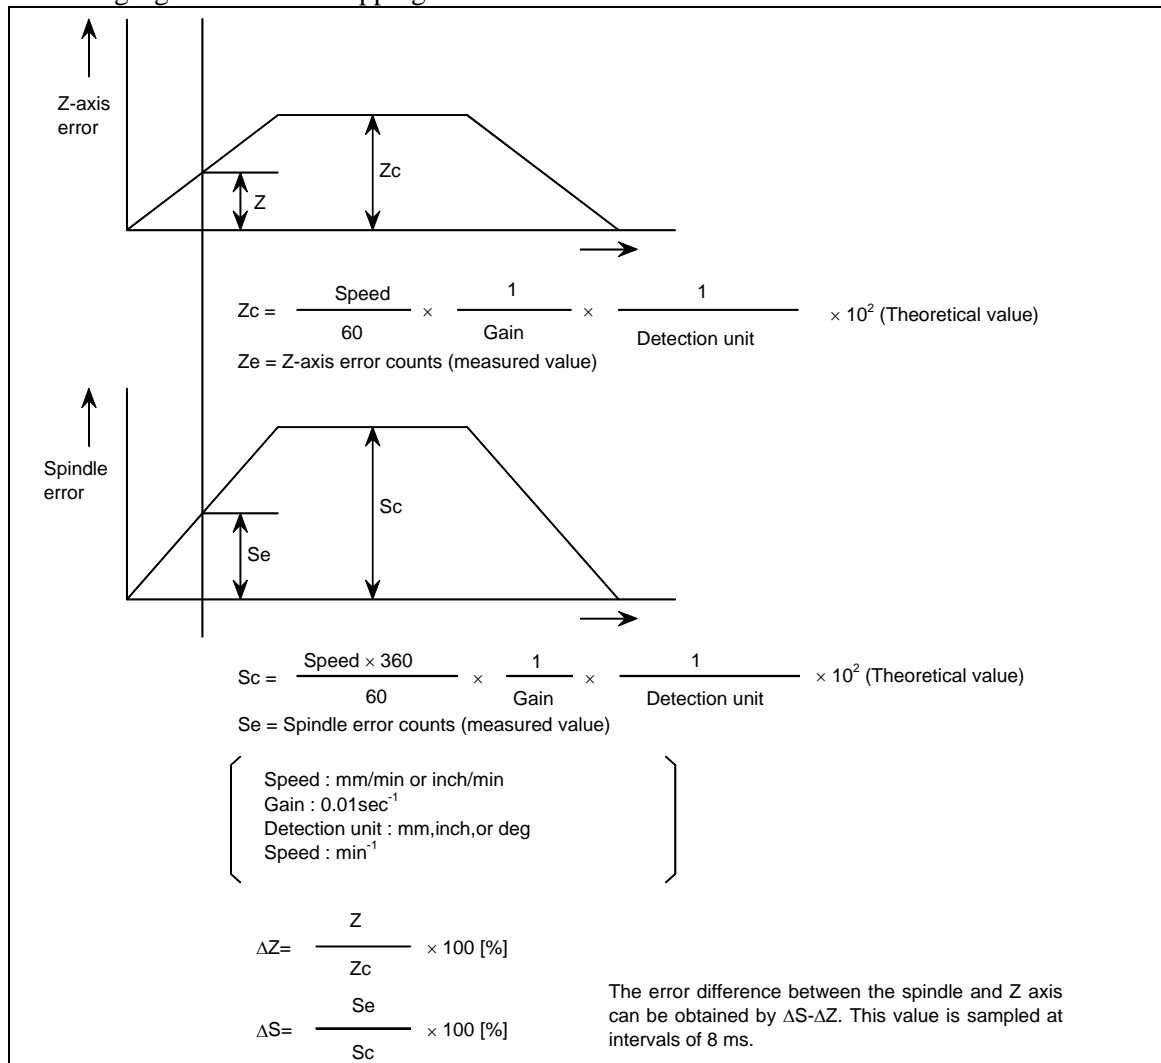 Z-axis
error
Zc
Z
Zc = Speed / 60 × 1 / Gain × 1 / Detection unit × 10² (Theoretical value)
Ze = Z-axis error counts (measured value)
Spindle
error
Sc
Se
Sc = Speed × 360 / 60 × 1 / Gain × 1 / Detection unit × 10² (Theoretical value)
Se = Spindle error counts (measured value)
Speed : mm/min or inch/min
Gain : 0.01sec⁻¹
Detection unit : mm,inch,or deg
Speed : min⁻¹
ΔZ= Z / Zc × 100 [%]
ΔS= Se / Sc × 100 [%]
The error difference between the spindle and Z axis
can be obtained by ΔS-ΔZ. This value is sampled at
intervals of 8 ms.